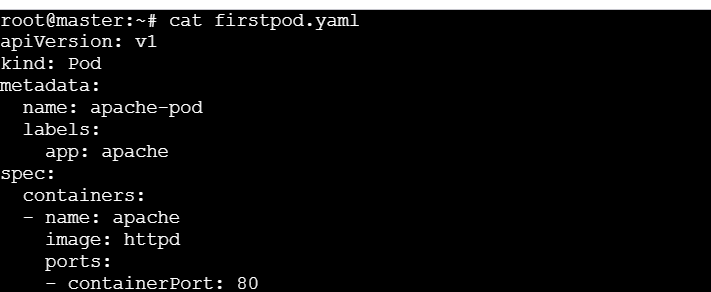 root@master:~# cat firstpod.yaml
apiVersion: v1
kind: Pod
metadata:
  name: apache-pod
  labels:
    app: apache
spec:
  containers:
  - name: apache
    image: httpd
    ports:
    - containerPort: 80